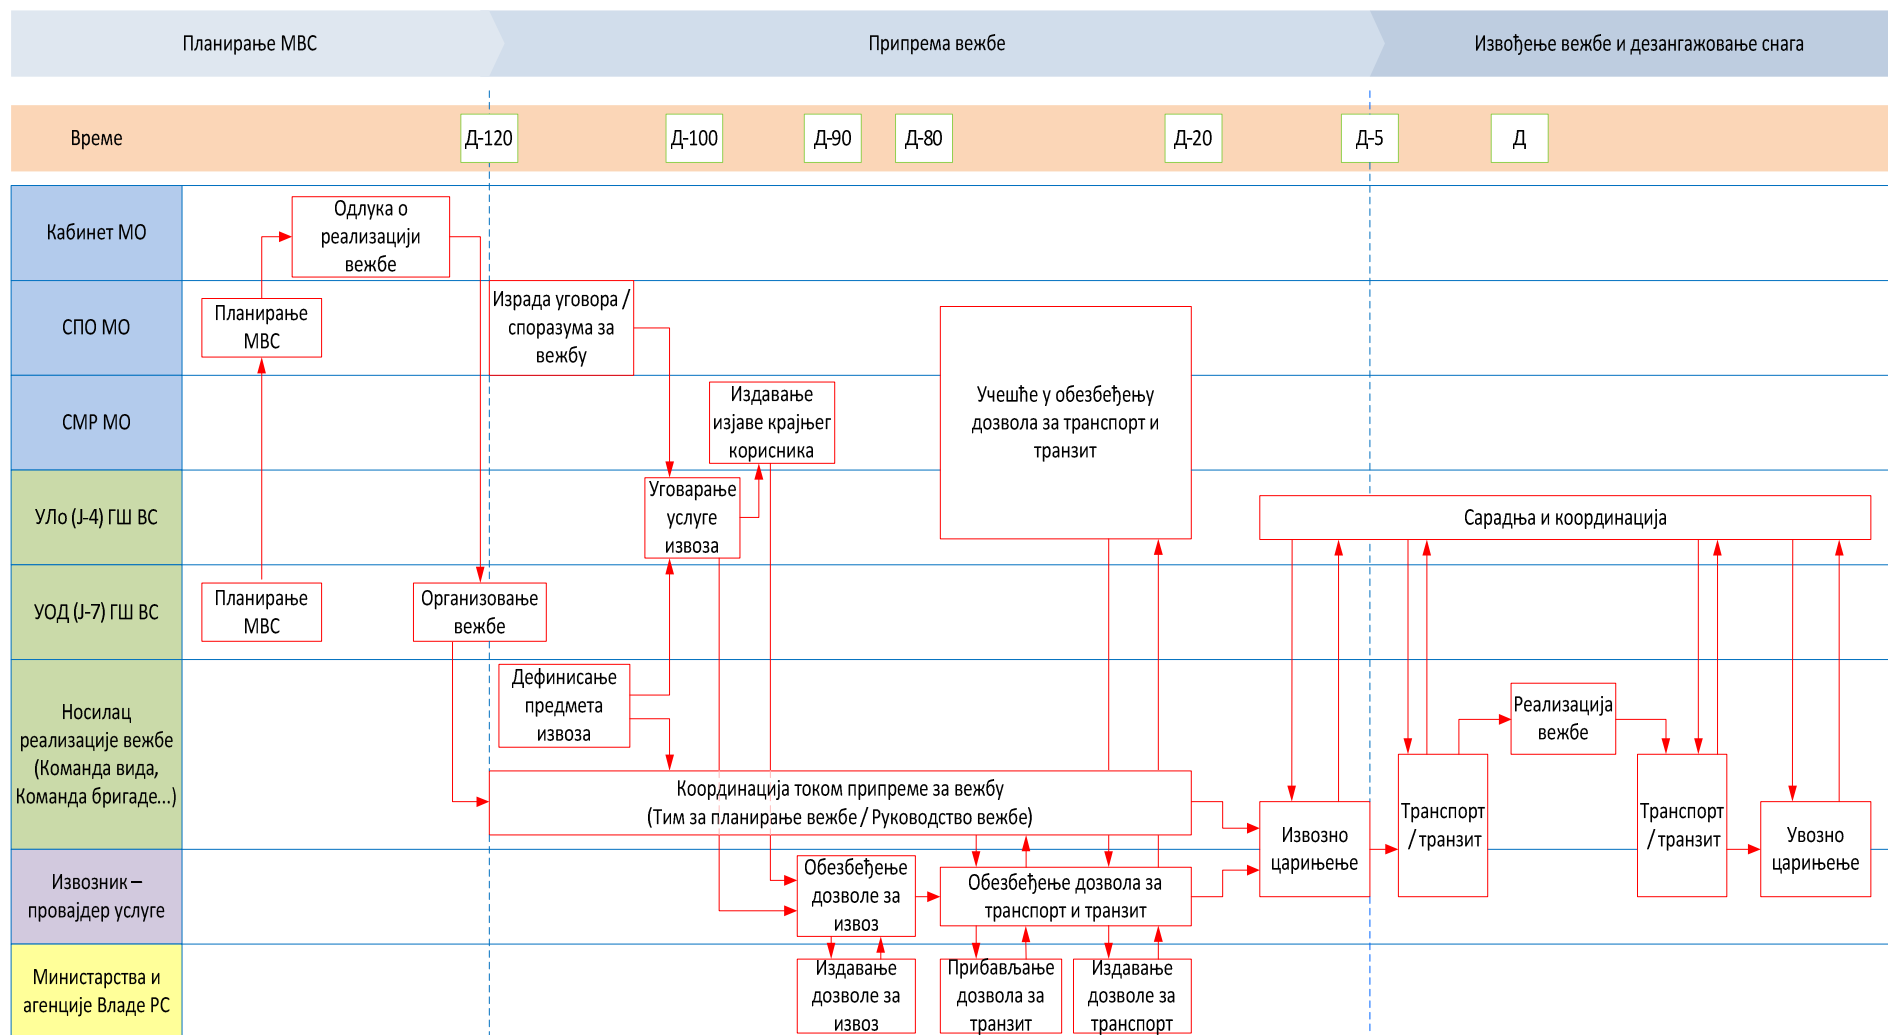 Планирање МВС
Припрема вежбе
Извођење вежбе и дезангажовање снага
Време
Д-120
Д-100
Д-90
Д-80
Д-20
Д-5
Д
Кабинет МО
Одлука о
реализацији
вежбе
СПО МО
Планирање
МВС
Израда уговора /
споразума за
вежбу
СМР МО
Издавање
изјаве крајњег
корисника
Учешће у обезбеђењу
дозвола за транспорт и
транзит
УЛо (Ј-4) ГШ ВС
Уговарање
услуге
извоза
Сарадња и координација
УОД (Ј-7) ГШ ВС
Планирање
МВС
Организовање
вежбе
Носилац
реализације вежбе
(Команда вида,
Команда бригаде...)
Дефинисање
предмета
извоза
Координација током припреме за вежбу
(Тим за планирање вежбе / Руководство вежбе)
Извозно
царињење
Транспорт
/ транзит
Реализација
вежбе
Транспорт
/ транзит
Увозно
царињење
Извозник –
провајдер услуге
Обезбеђење
дозволе за
извоз
Обезбеђење дозвола за
транспорт и транзит
Министарства и
агенције Владе РС
Издавање
дозволе за
извоз
Прибављање
дозвола за
транзит
Издавање
дозволе за
транспорт